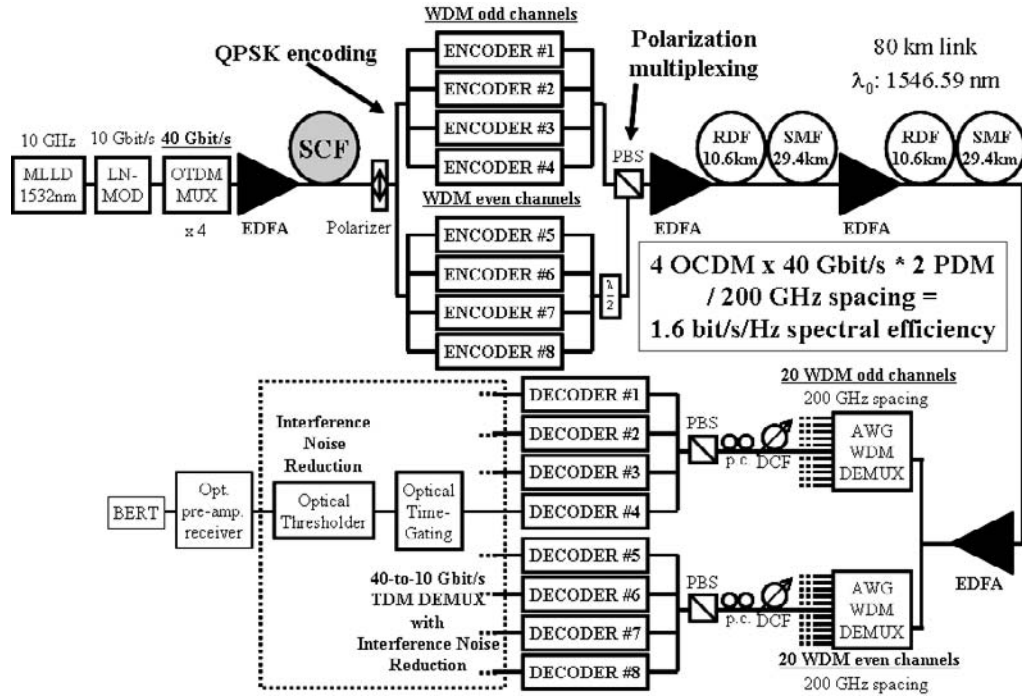 WDM odd channels
QPSK encoding
ENCODER #1
ENCODER #2
ENCODER #3
ENCODER #4
Polarization
multiplexing
80 km link
λ0: 1546.59 nm
10 GHz
10 Gbit/s
40 Gbit/s
SCF
MLLD
1532nm
LN-
MOD
OTDM
MUX
x 4
EDFA
Polarizer
PBS
RDF
10.6km
SMF
29.4km
RDF
10.6km
SMF
29.4km
EDFA
EDFA
WDM even channels
ENCODER #5
ENCODER #6
ENCODER #7
ENCODER #8
λ
2
4 OCDM x 40 Gbit/s * 2 PDM
/ 200 GHz spacing =
1.6 bit/s/Hz spectral efficiency
20 WDM odd channels
200 GHz spacing
DECODER #1
DECODER #2
DECODER #3
DECODER #4
PBS
p.c.
DCF
AWG
WDM
DEMUX
Interference
Noise
Reduction
BERT
Opt.
pre-amp.
receiver
Optical
Thresholder
Optical
Time-
Gating
40-to-10 Gbit/s
TDM DEMUX
with
Interference Noise
Reduction
DECODER #5
DECODER #6
DECODER #7
DECODER #8
PBS
p.c.
DCF
AWG
WDM
DEMUX
EDFA
20 WDM even channels
200 GHz spacing